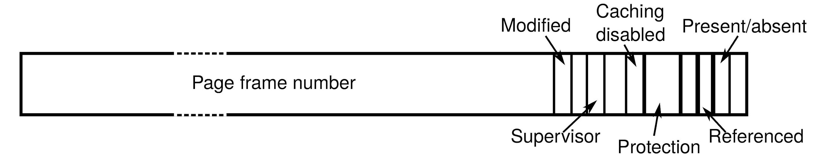 Caching
Modified
disabled
Present/absent
Page frame number
Supervisor
Protection
Referenced